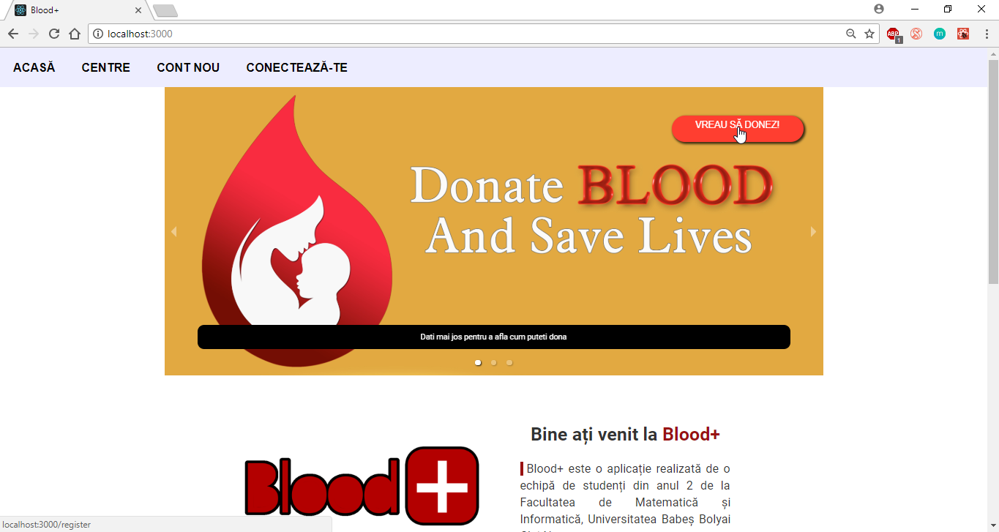 Blood+
localhost:3000
ABP
1
m
ACASĂ CENTRE CONT NOU CONECTEAZĂ-TE
VREAU SĂ DONEZ!
Donate BLOOD
And Save Lives
Dati mai jos pentru a afla cum puteti dona
Bine ați venit la Blood+
Blood+
Blood+ este o aplicație realizată de o
echipă de studenți din anul 2 de la
Facultatea de Matematică și
Informatică, Universitatea Babeș Bolyai
localhost:3000/register